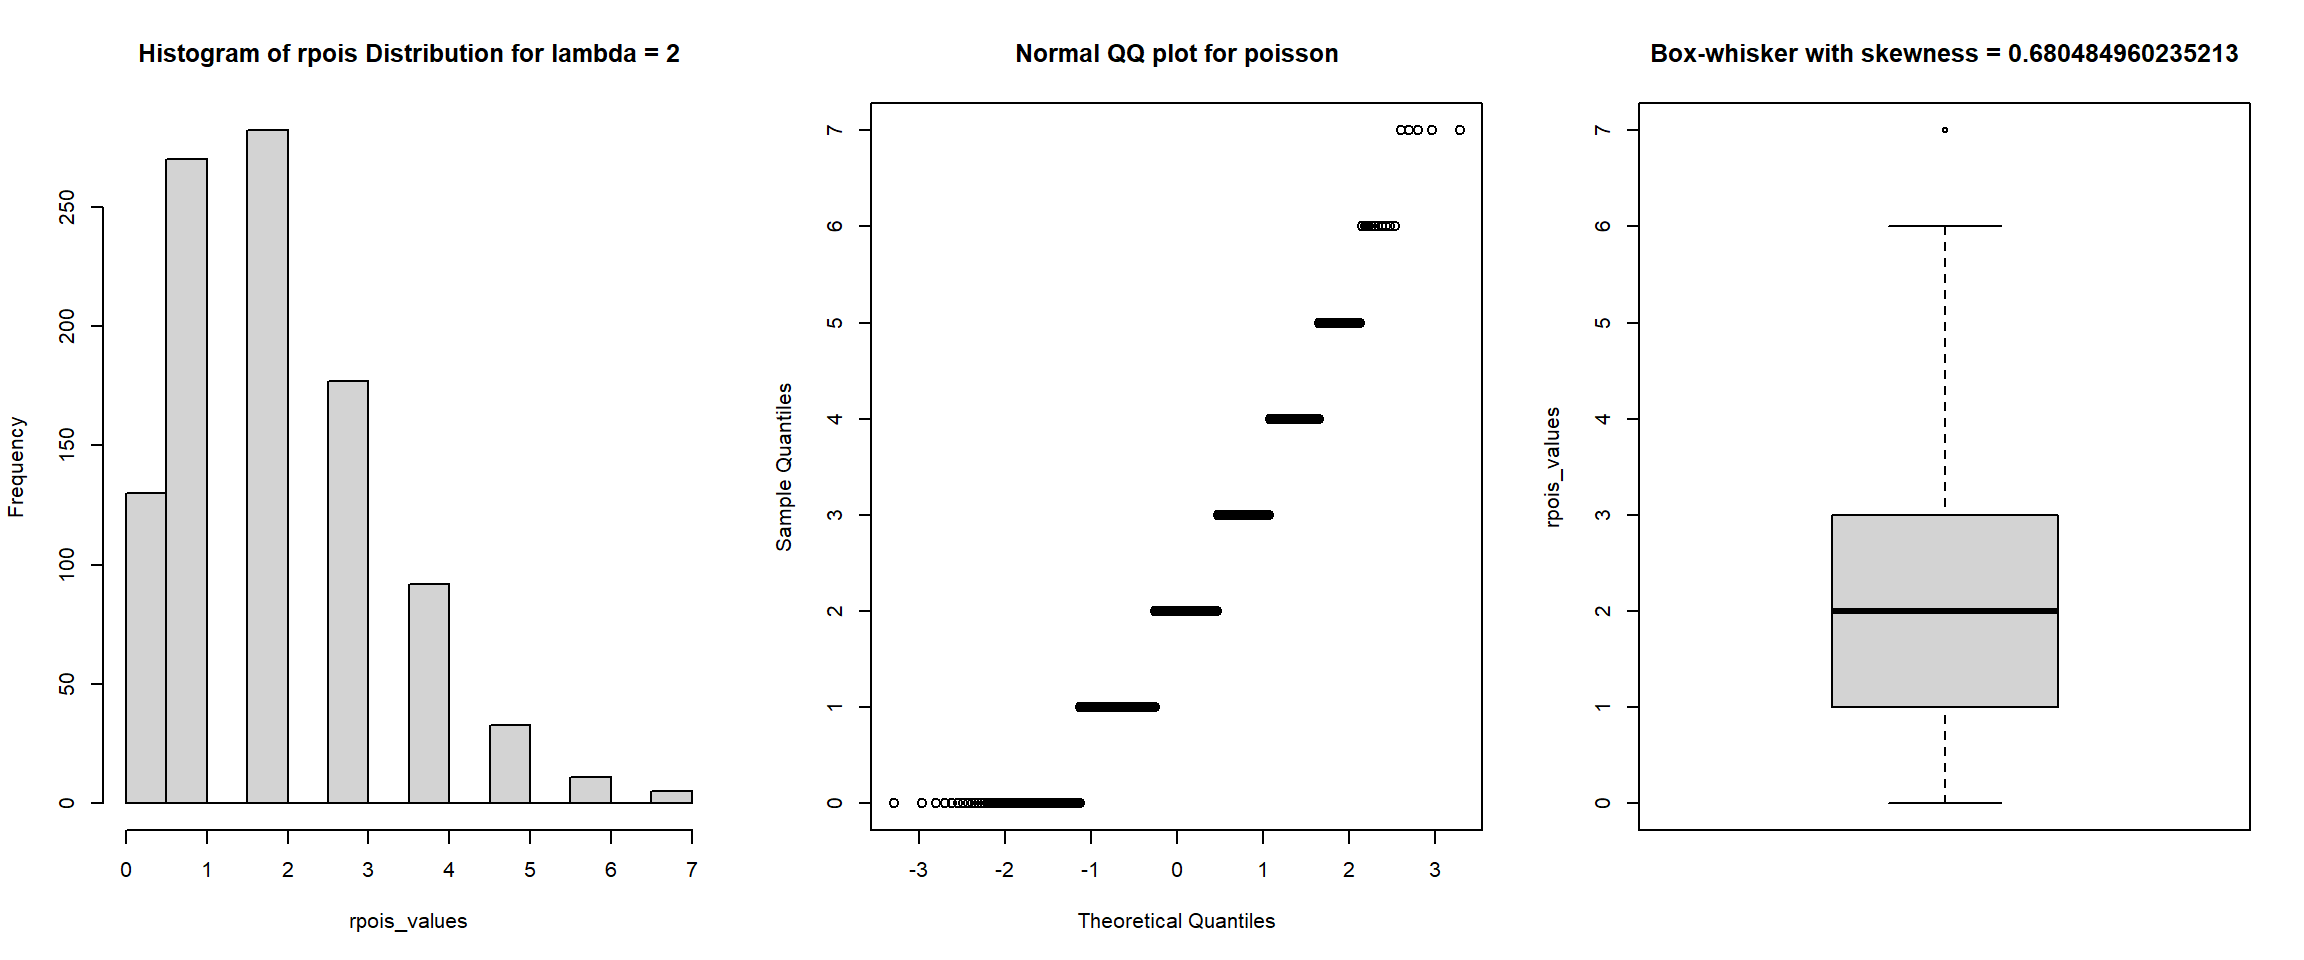 Histogram of rpois Distribution for lambda = 2
Frequency
0
50
100
150
200
250
0 1 2 3 4 5 6 7
rpois_values
Normal QQ plot for poisson
Sample Quantiles
0
1
2
3
4
5
6
7
-3 -2 -1 0 1 2 3
Theoretical Quantiles
Box-whisker with skewness = 0.680484960235213
rpois_values
0
1
2
3
4
5
6
7